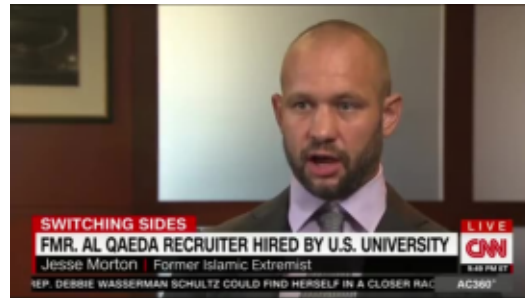 SWITCHING SIDES
FMR. AL QAEDA RECRUITER HIRED BY U.S. UNIVERSITY
Jesse Morton | Former Islamic Extremist
LIVE
CNN
5:49 PM ET
REP. DEBBIE WASSERMAN SCHULTZ COULD FIND HERSELF IN A CLOSER RAC
AC360°